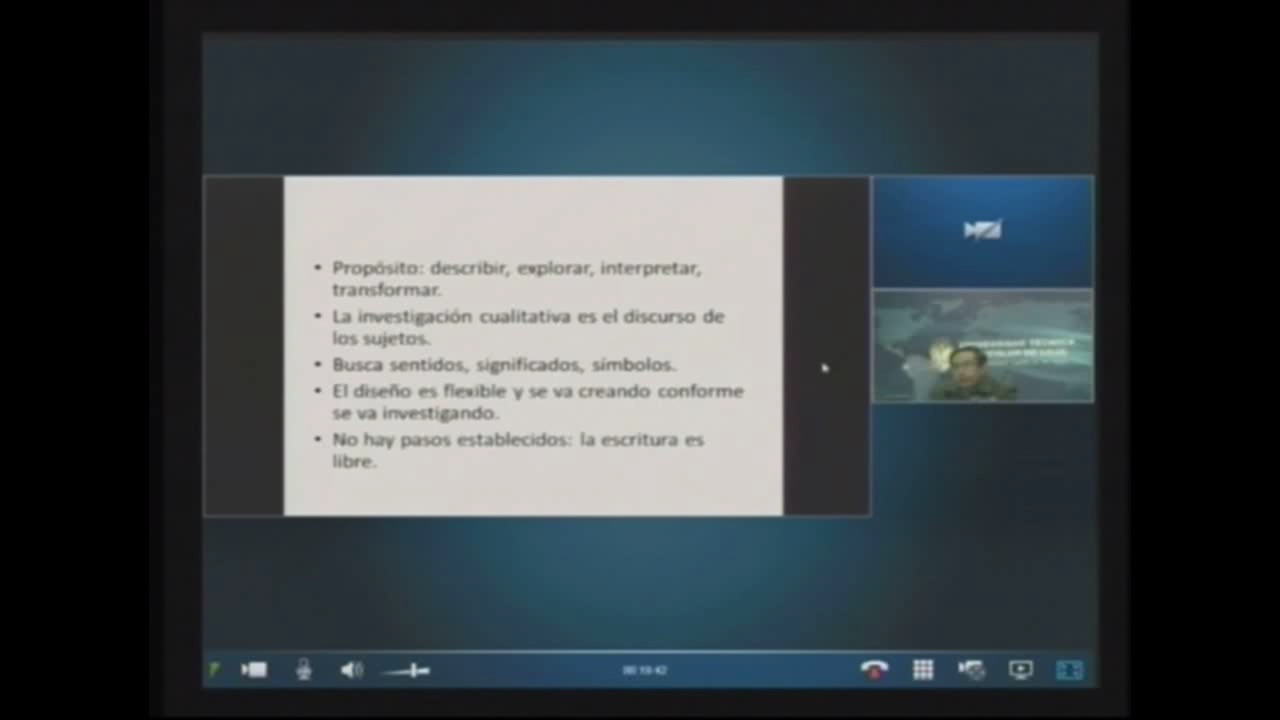 • Propósito: describir, explorar, interpretar,
transformar.
• La investigación cualitativa es el discurso de
los sujetos.
• Busca sentidos, significados, símbolos.
• El diseño es flexible y se va creando conforme
se va investigando.
• No hay pasos establecidos: la escritura es
libre.
TÉCNICA